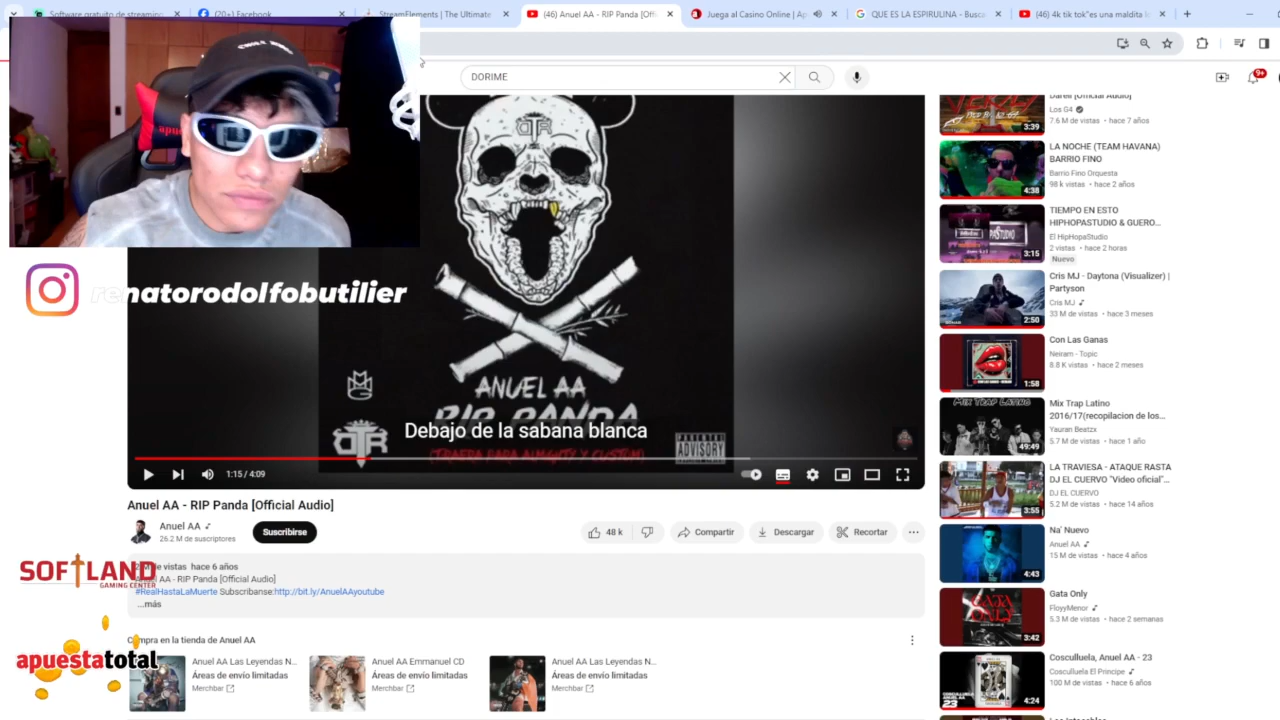 Software gratuito de streaming
(20+) Facebook
StreamElements | The Ultimate
(46) Anuel AA - RIP Panda [Offic
Juega al Casino Online | Ap
QUE ES LA ESPIRULINA - Busca
(46) 4k tik tok"es una maldita l
DORIME
9+
renatorodolfobutilier
SOFTLAND
GAMING CENTER
apuestatotal
ANUEL AA
RIP PANDA
Debajo de la sabana blanca
PARENTAL
ADVISORY
1:15 / 4:09
Anuel AA - RIP Panda [Official Audio]
Anuel AA
26.2 M de suscriptores
Suscribirse
48 k
Compartir
Descargar
Recortar
de vistas hace 6 años
AA - RIP Panda [Official Audio]
#RealHastaLaMuerte Subscribanse:http://bit.ly/AnuelAAyoutube
...más
Compra en la tienda de Anuel AA
Anuel AA Las Leyendas N...
Áreas de envío limitadas
Merchbar
Anuel AA Emmanuel CD
Áreas de envío limitadas
Merchbar
Anuel AA Las Leyendas N...
Áreas de envío limitadas
Merchbar
Darell [Official Audio]
Los G4
7.6 M de vistas • hace 7 años
3:39
LA NOCHE (TEAM HAVANA)
BARRIO FINO
Barrio Fino Orquesta
98 k vistas • hace 2 años
4:38
TIEMPO EN ESTO
HIPHOPASTUDIO & GUERO...
El HipHopaStudio
2 vistas • hace 2 horas
Nuevo
3:15
Cris MJ - Daytona (Visualizer) |
Partyson
Cris MJ
33 M de vistas • hace 3 meses
2:50
Con Las Ganas
Neiram - Topic
8.8 K vistas • hace 2 meses
1:58
MIX TRAP LATINO
Mix Trap Latino
2016/17(recopilacion de los...
Yauran Beatzx
5.7 M de vistas • hace 1 año
49:49
LA TRAVIESA - ATAQUE RASTA
DJ EL CUERVO "Video oficial"...
DJ EL CUERVO
5.2 M de vistas • hace 14 años
3:55
Na' Nuevo
Anuel AA
15 M de vistas • hace 4 años
4:43
GATA
ONLY
Gata Only
FloyyMenor
5.3 M de vistas • hace 2 semanas
3:42
Cosculluela, Anuel AA - 23
Cosculluela El Principe
100 M de vistas • hace 6 años
4:24